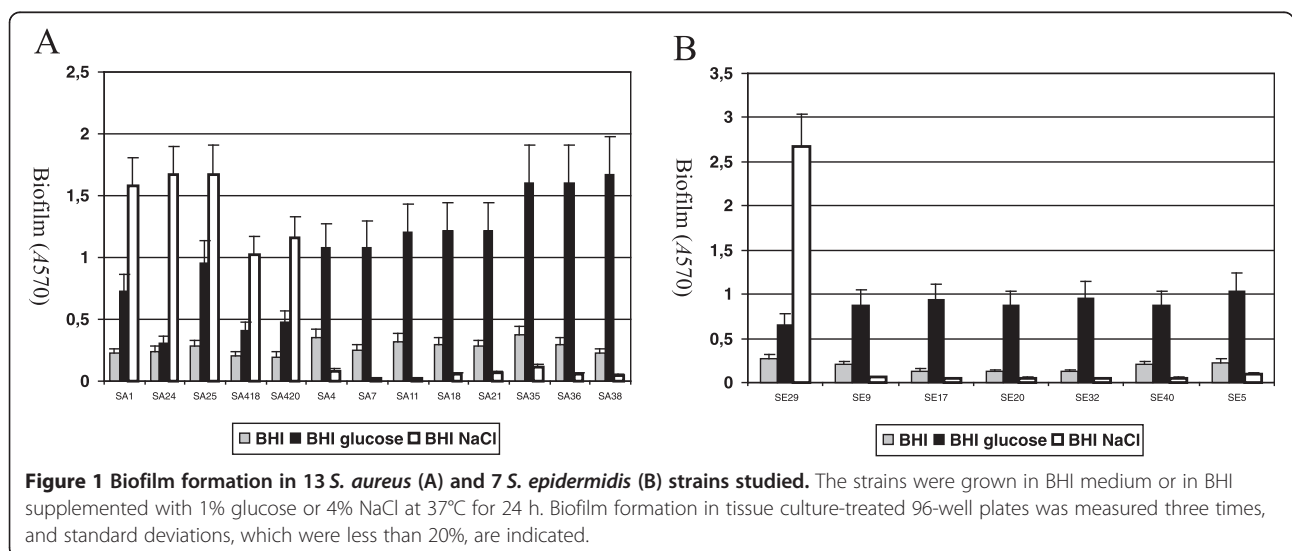 A
2,5
2
1,5
1
0,5
0
Biofilm (A570)
SA1 SA24 SA25 SA418 SA420 SA4 SA7 SA11 SA18 SA21 SA35 SA36 SA38
BHI BHI glucose BHI NaCl
B
3,5
3
2,5
2
1,5
1
0,5
0
Biofilm (A570)
SE29 SE9 SE17 SE20 SE32 SE40 SE5
BHI BHI glucose BHI NaCl
Figure 1 Biofilm formation in 13 S. aureus (A) and 7 S. epidermidis (B) strains studied. The strains were grown in BHI medium or in BHI
supplemented with 1% glucose or 4% NaCl at 37°C for 24 h. Biofilm formation in tissue culture-treated 96-well plates was measured three times,
and standard deviations, which were less than 20%, are indicated.